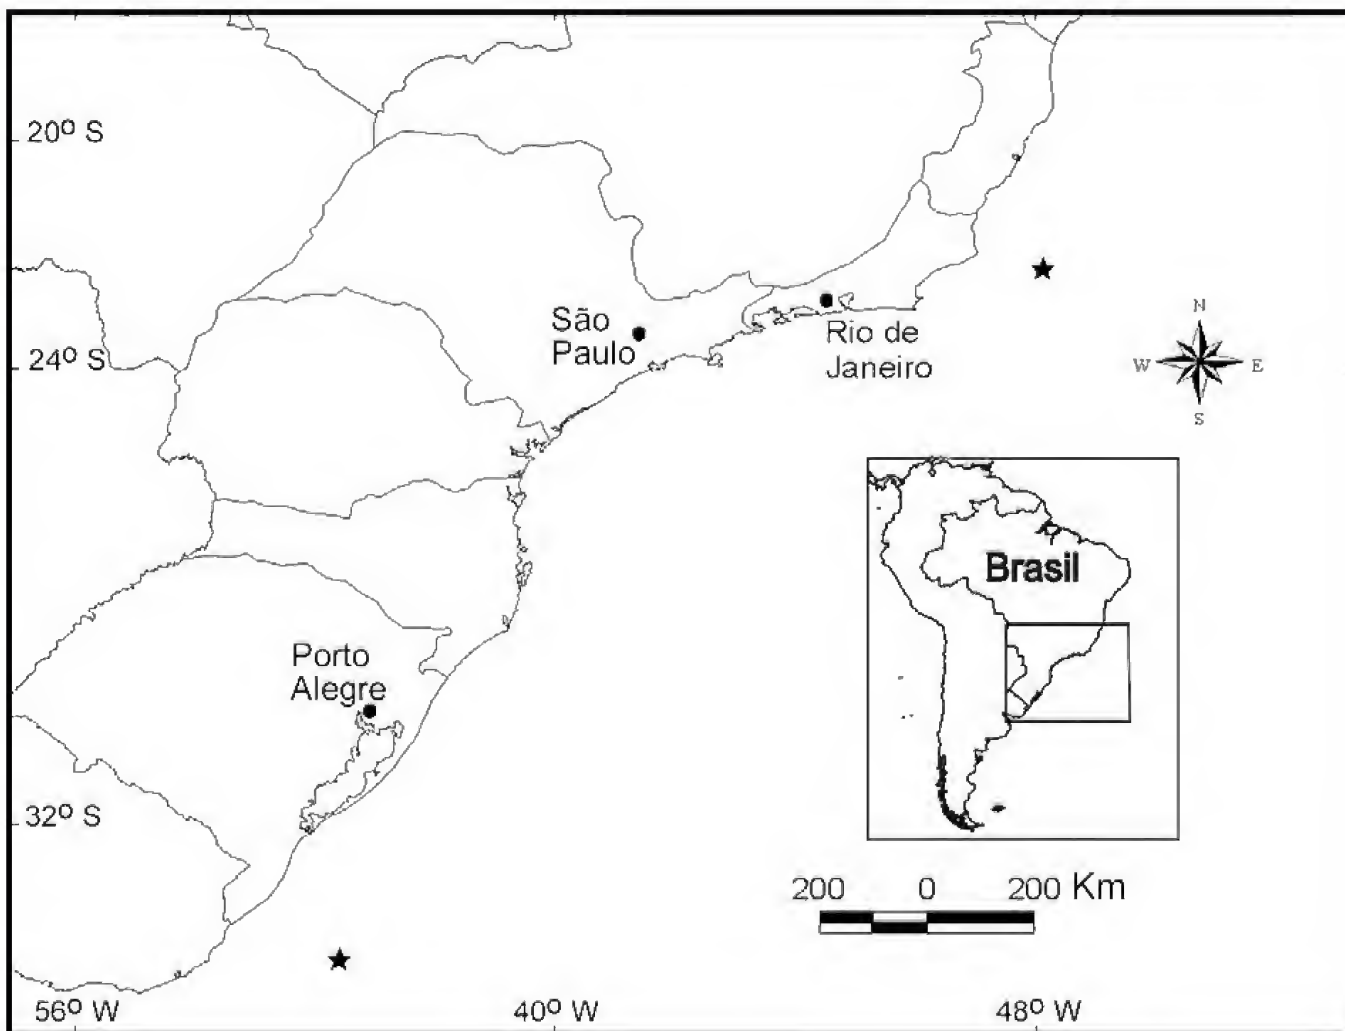 20º S
São
Paulo
Rio de
Janeiro
24º S
N
W
E
S
Brasil
Porto
Alegre
32º S
200 0 200 Km
56º W 40º W 48º W